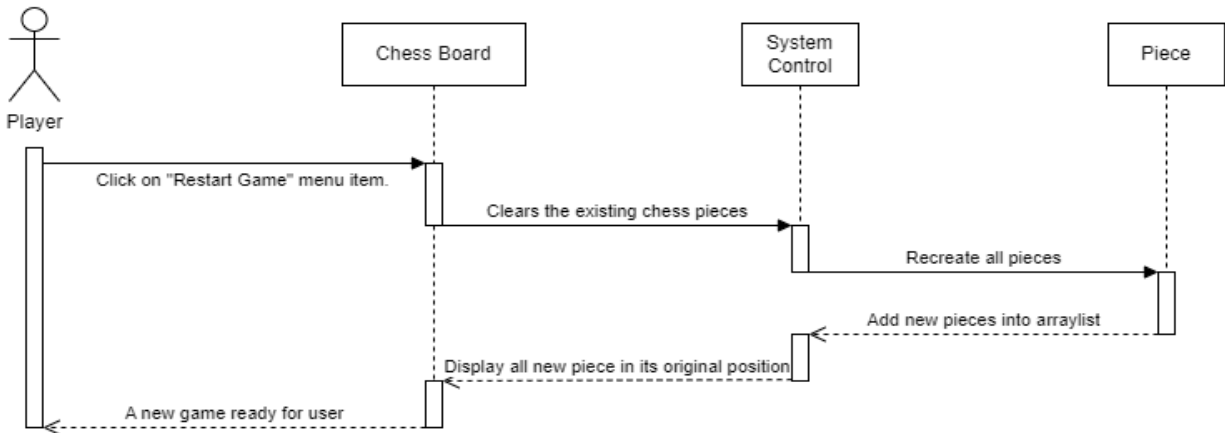 Player
Chess Board
System
Control
Piece
Click on "Restart Game" menu item.
Clears the existing chess pieces
Recreate all pieces
Add new pieces into arraylist
Display all new piece in its original position
A new game ready for user